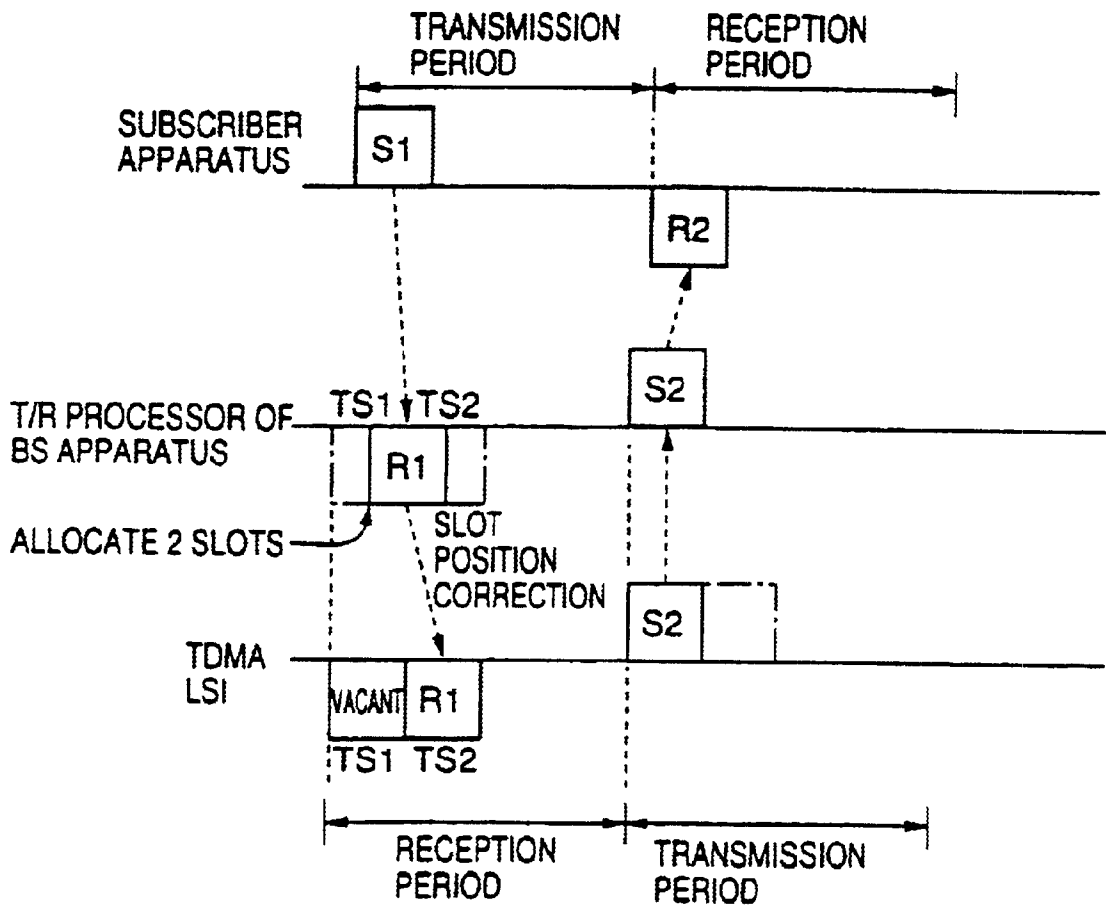 TRANSMISSION
PERIOD
RECEPTION
PERIOD
SUBSCRIBER
APPARATUS
S1
R2
S2
T/R PROCESSOR OF
BS APPARATUS
TS1 TS2
R1
ALLOCATE 2 SLOTS
SLOT
POSITION
CORRECTION
S2
TDMA
LSI
VACANT R1
TS1 TS2
RECEPTION
PERIOD
TRANSMISSION
PERIOD